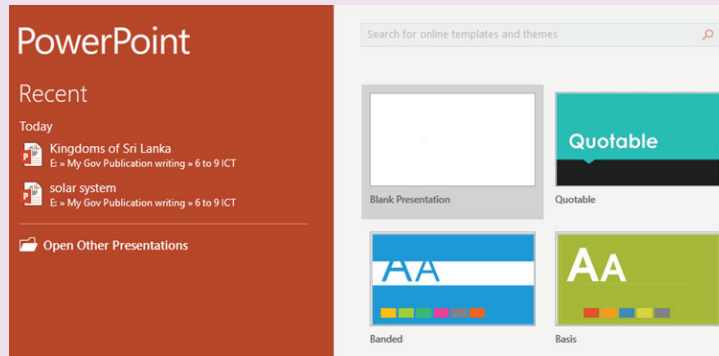 PowerPoint
Recent
Today
Kingdoms of Sri Lanka
E: » My Gov Publication writing » 6 to 9 ICT
solar system
E: » My Gov Publication writing » 6 to 9 ICT
Open Other Presentations
Search for online templates and themes
Blank Presentation
Quotable
Quotable
AA
Banded
AA
Basis